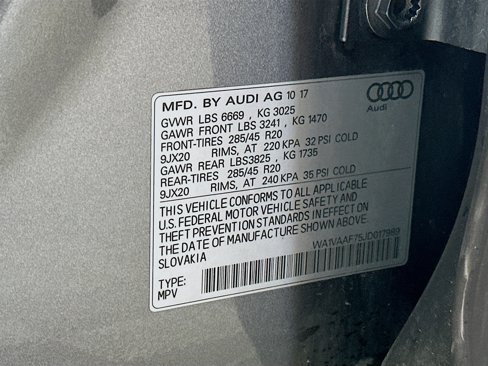 MFD. BY AUDI AG 10 17
Audi
GVWR LBS 6669 , KG 3025
GAWR FRONT LBS 3241 , KG 1470
FRONT-TIRES 285/45 R20
9JX20 RIMS, AT 220 KPA 32 PSI COLD
GAWR REAR LBS3825 , KG 1735
REAR-TIRES 285/45 R20
9JX20 RIMS, AT 240 KPA 35 PSI COLD
THIS VEHICLE CONFORMS TO ALL APPLICABLE
U.S. FEDERAL MOTOR VEHICLE SAFETY AND
THEFT PREVENTION STANDARDS IN EFFECT ON
THE DATE OF MANUFACTURE SHOWN ABOVE.
SLOVAKIA
WA1VAAF75JD017989
TYPE:
MPV